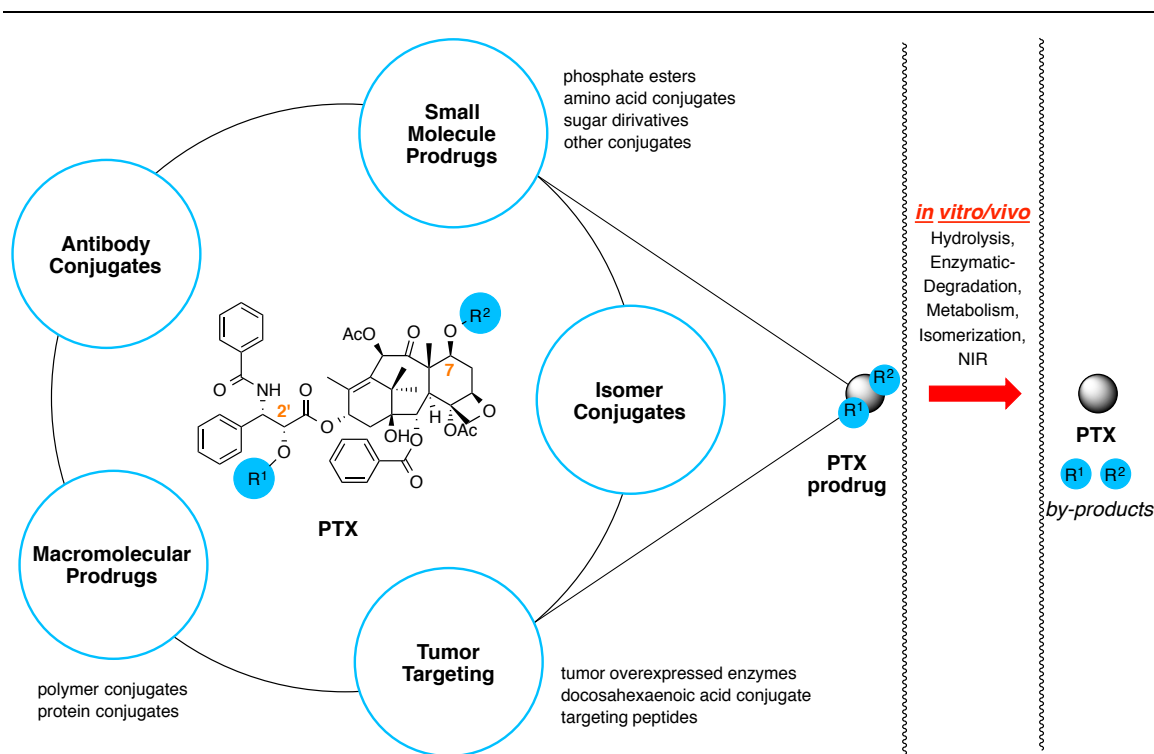 Small
Molecule
Prodrugs
phosphate esters
amino acid conjugates
sugar dirivatives
other conjugates
Antibody
Conjugates
Isomer
Conjugates
Macromolecular
Prodrugs
polymer conjugates
protein conjugates
Tumor
Targeting
tumor overexpressed enzymes
docosahexaenoic acid conjugate
targeting peptides
O
NH
2'
O
O
O
R¹
AcO
O
O
R²
7
H
O
OAc
OH
O
O
PTX
R²
R¹
PTX
prodrug
in vitro/vivo
Hydrolysis,
Enzymatic-
Degradation,
Metabolism,
Isomerization,
NIR
PTX
R¹ R²
by-products